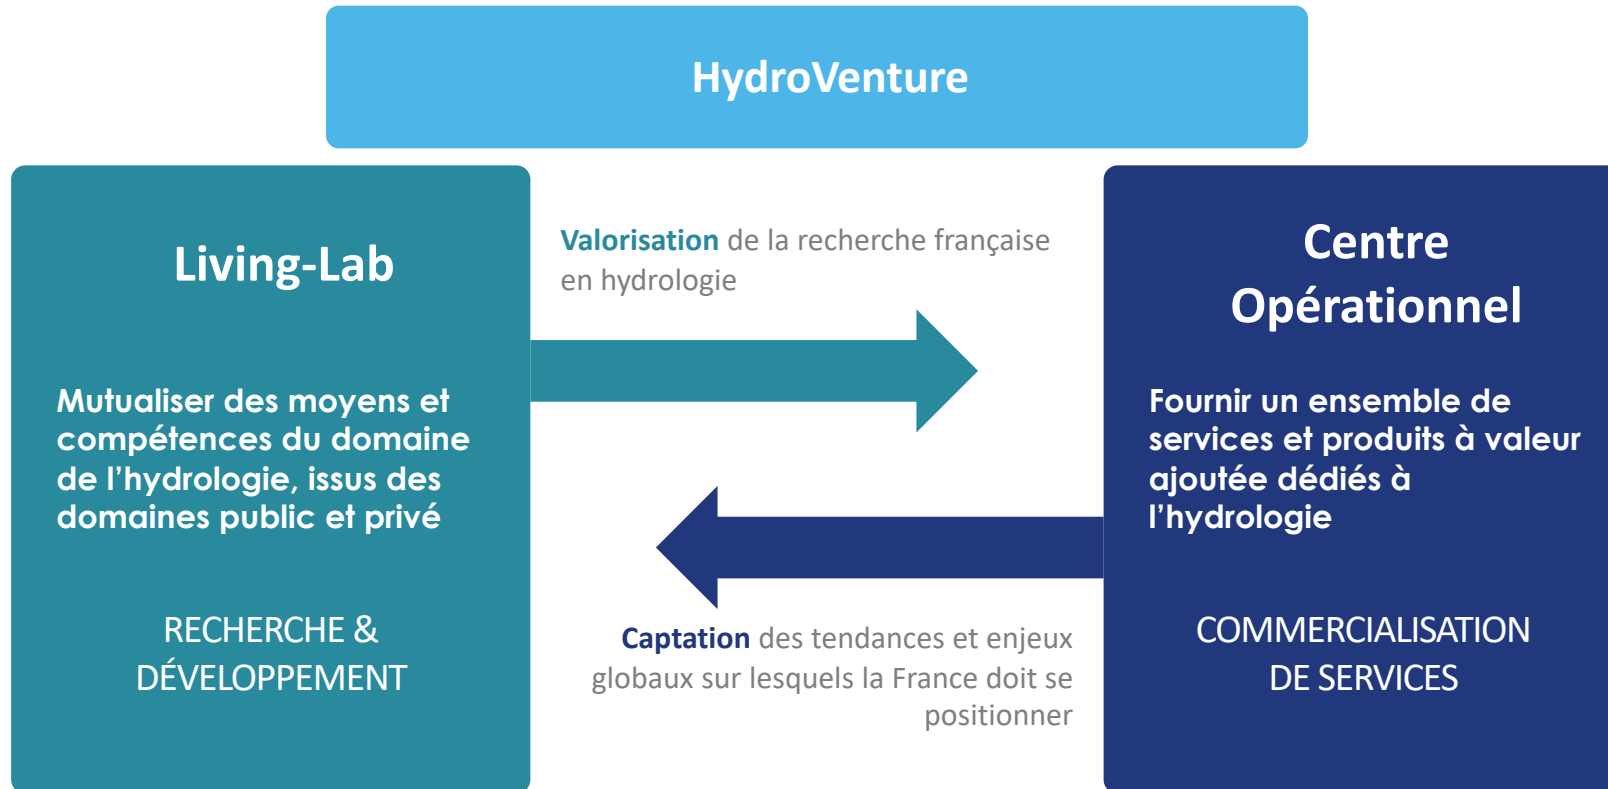 HydroVenture
Living-Lab
Mutualiser des moyens et
compétences du domaine
de l’hydrologie, issus des
domaines public et privé
RECHERCHE &
DÉVELOPPEMENT
Valorisation de la recherche française
en hydrologie
Captation des tendances et enjeux
globaux sur lesquels la France doit se
positionner
Centre
Opérationnel
Fournir un ensemble de
services et produits à valeur
ajoutée dédiés à
l’hydrologie
COMMERCIALISATION
DE SERVICES